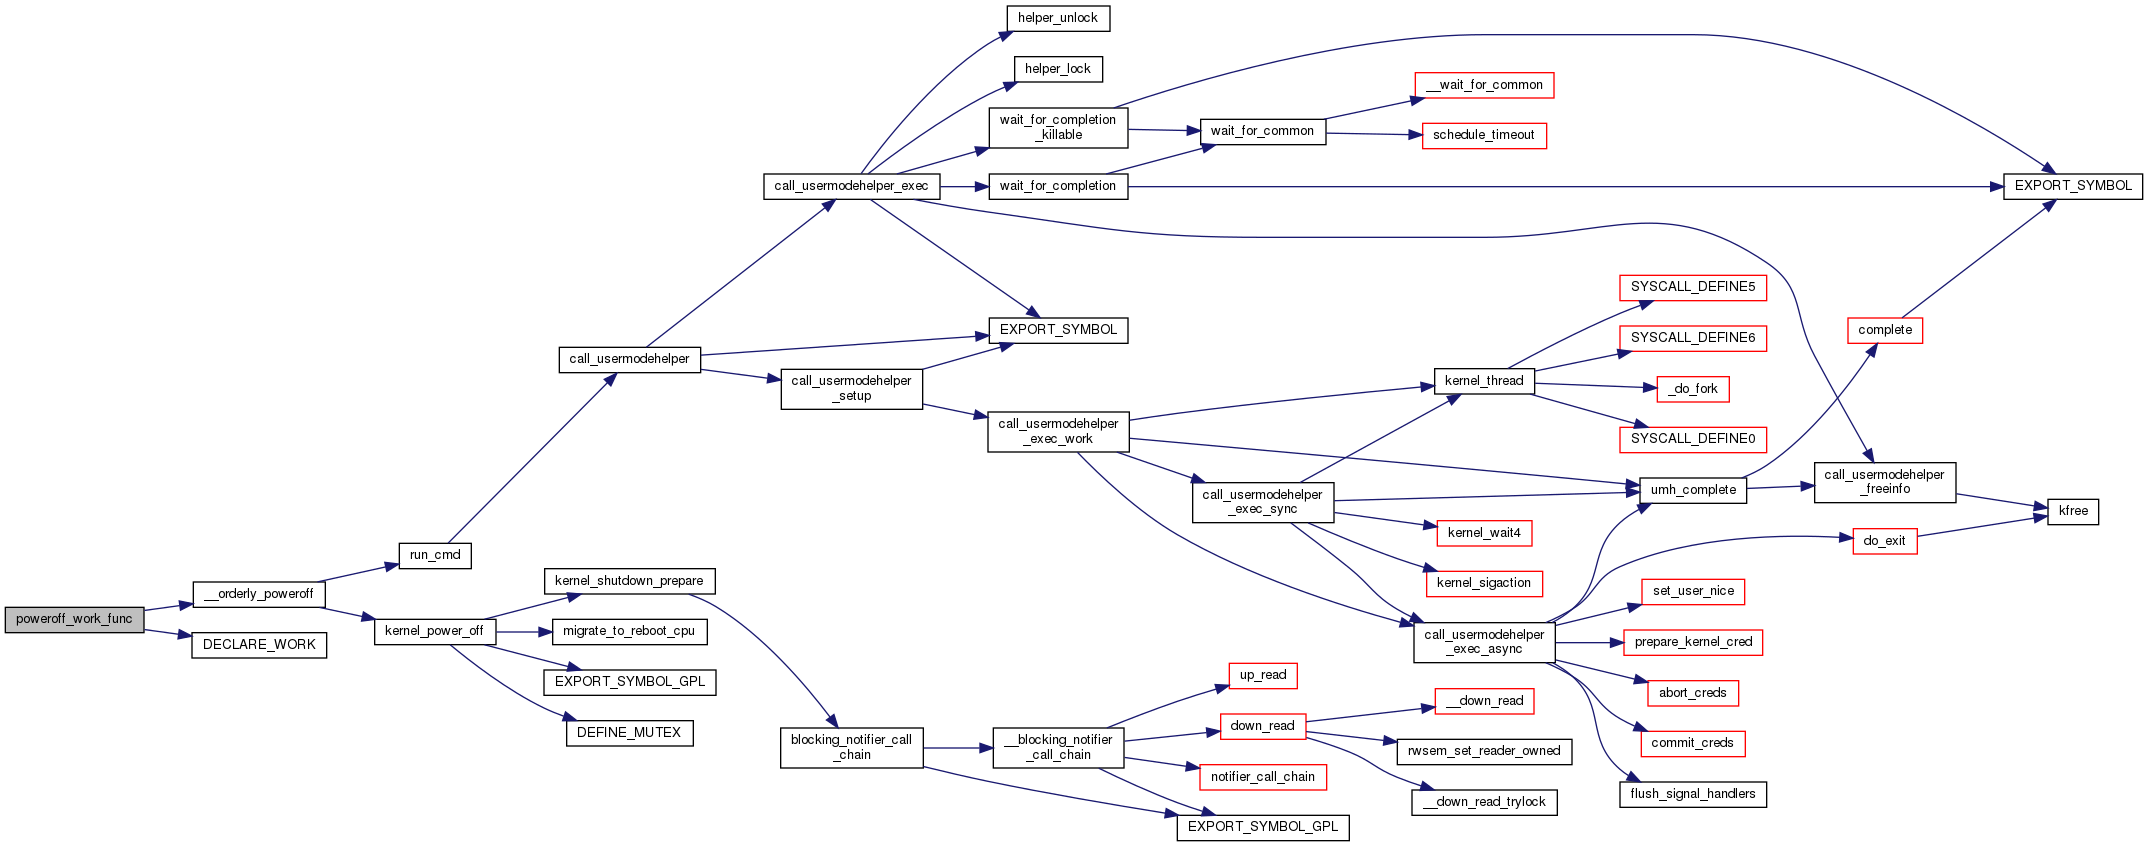 helper_unlock
helper_lock
__wait_for_common
wait_for_completion
_killable
wait_for_common
schedule_timeout
call_usermodehelper_exec
wait_for_completion
EXPORT_SYMBOL
SYSCALL_DEFINE5
EXPORT_SYMBOL
complete
SYSCALL_DEFINE6
call_usermodehelper
call_usermodehelper
_setup
kernel_thread
_do_fork
call_usermodehelper
_exec_work
SYSCALL_DEFINE0
call_usermodehelper
_exec_sync
umh_complete
call_usermodehelper
_freeinfo
kfree
kernel_wait4
do_exit
run_cmd
kernel_shutdown_prepare
kernel_sigaction
set_user_nice
__orderly_poweroff
poweroff_work_func
kernel_power_off
migrate_to_reboot_cpu
DECLARE_WORK
call_usermodehelper
_exec_async
prepare_kernel_cred
EXPORT_SYMBOL_GPL
up_read
abort_creds
__down_read
DEFINE_MUTEX
down_read
blocking_notifier_call
_chain
__blocking_notifier
_call_chain
rwsem_set_reader_owned
commit_creds
notifier_call_chain
__down_read_trylock
flush_signal_handlers
EXPORT_SYMBOL_GPL